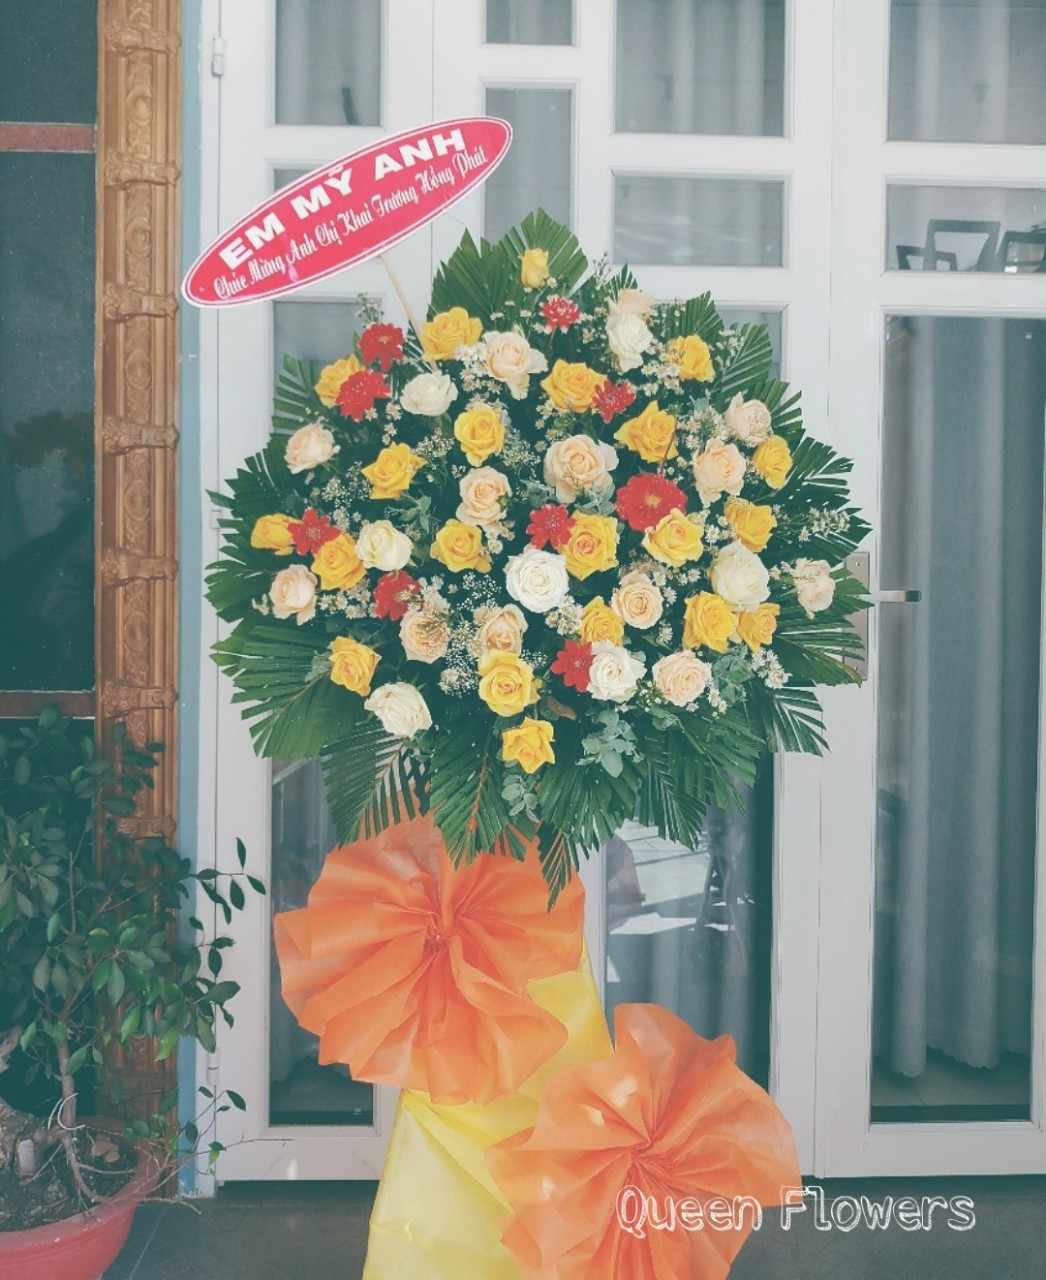 EM MỸ ANH
Chúc Mừng Anh Chị Khai Trương Hồng Phát
Queen Flowers